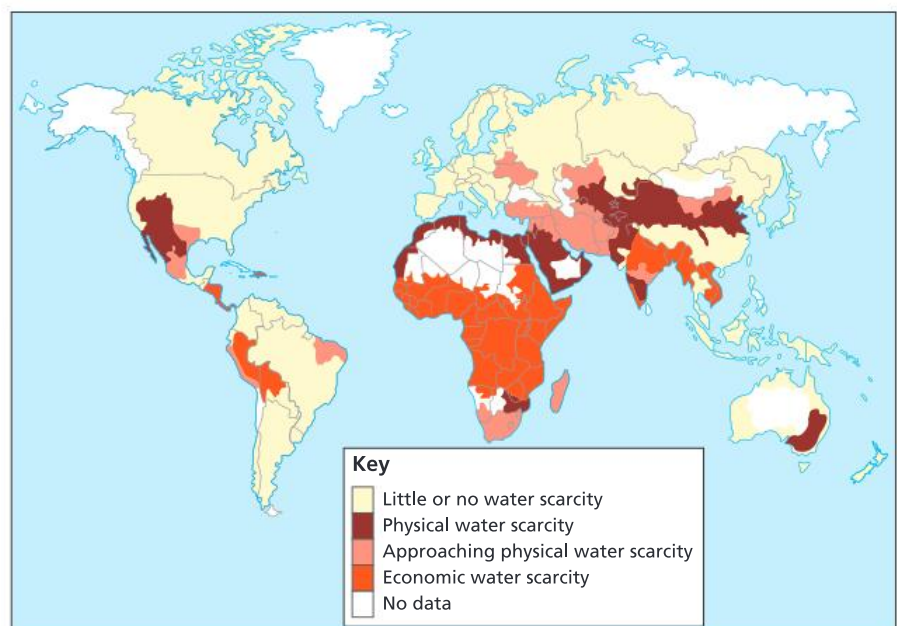 Key
Little or no water scarcity
Physical water scarcity
Approaching physical water scarcity
Economic water scarcity
No data